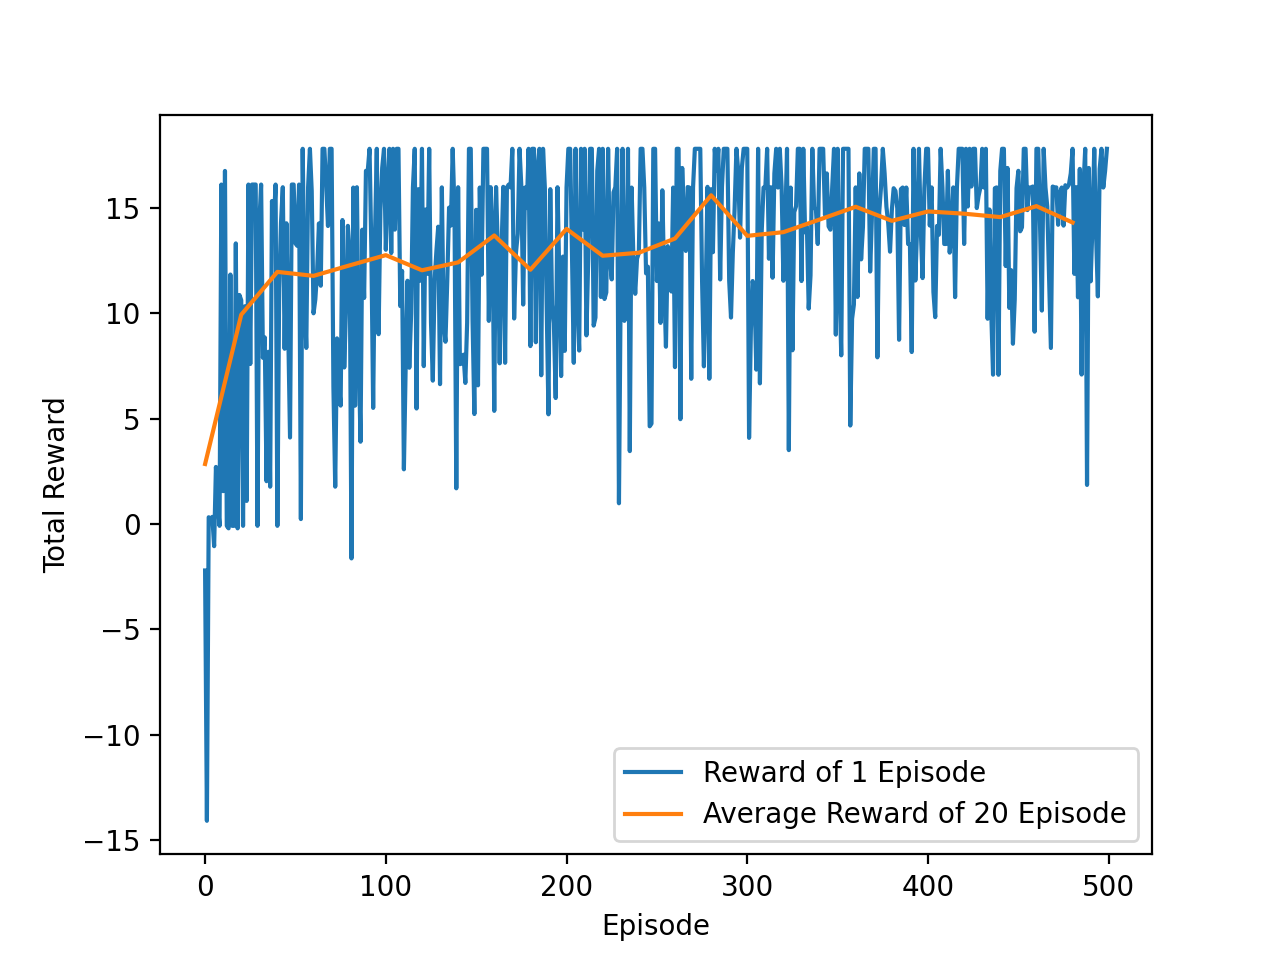 15
10
5
0
−5
−10
−15
Total Reward
0 100 200 300 400 500
Episode
Reward of 1 Episode
Average Reward of 20 Episode